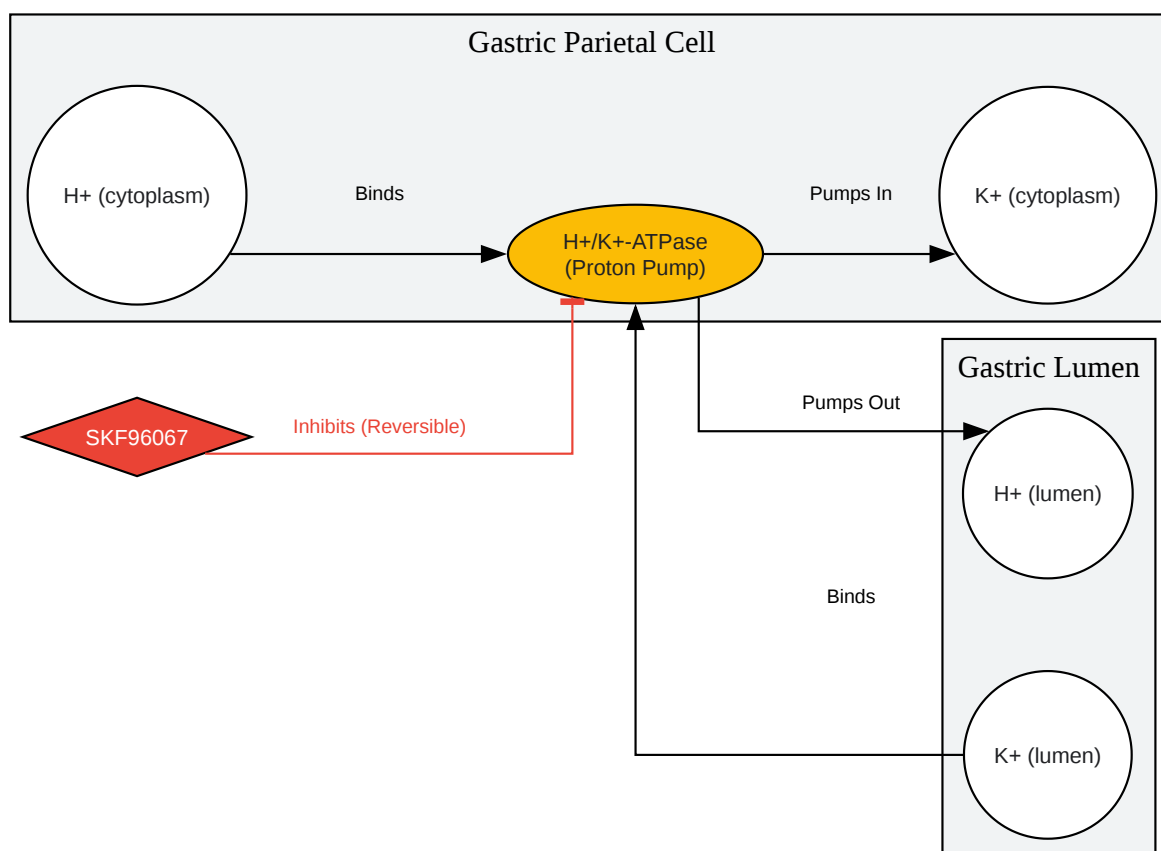 Gastric Parietal Cell
H+ (cytoplasm)
Binds
H+/K+-ATPase
(Proton Pump)
Pumps In
K+ (cytoplasm)
Gastric Lumen
Pumps Out
SKF96067
Inhibits (Reversible)
H+ (lumen)
Binds
K+ (lumen)